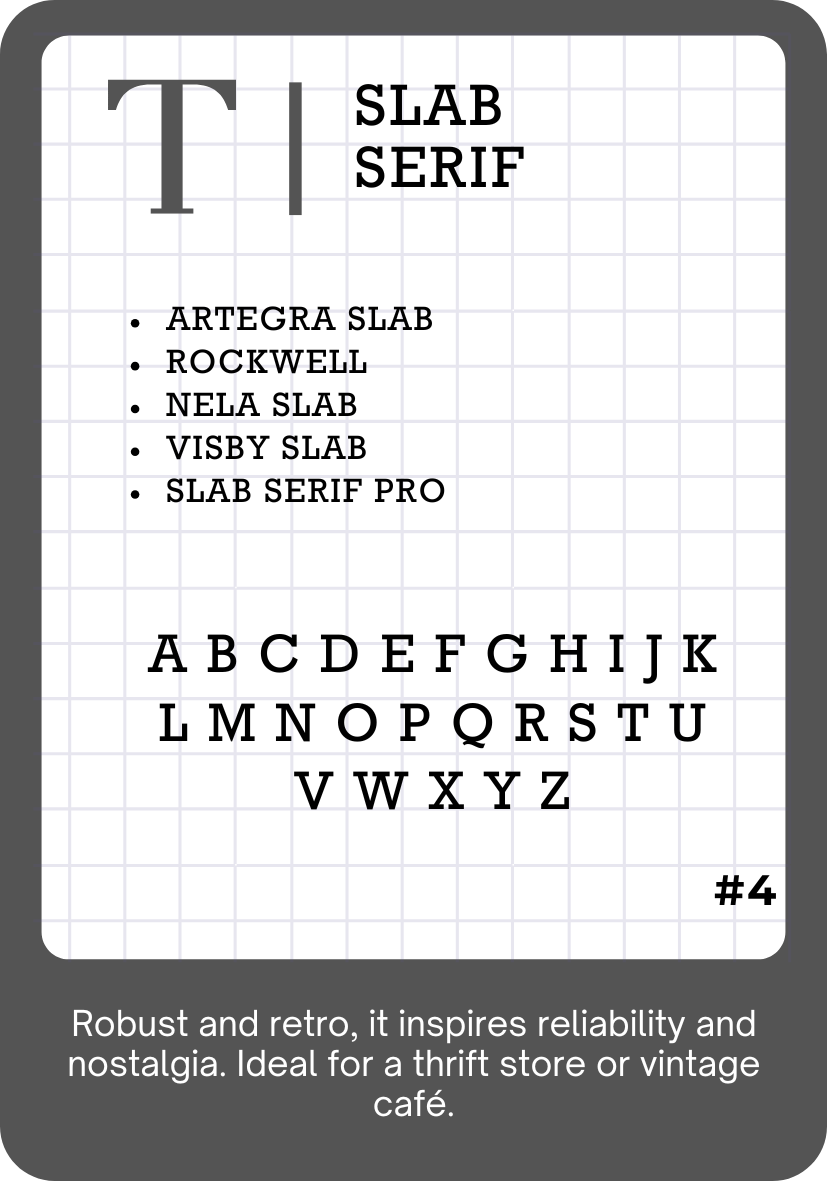 T | SLAB
SERIF
• ARTEGRA SLAB
• ROCKWELL
• NELA SLAB
• VISBY SLAB
• SLAB SERIF PRO
A B C D E F G H I J K
L M N O P Q R S T U
V W X Y Z
#4
Robust and retro, it inspires reliability and
nostalgia. Ideal for a thrift store or vintage
café.